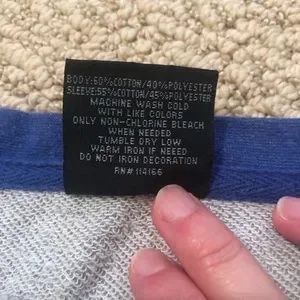 BODY:60%COTTON/40%POLYESTER
SLEEVE:55%COTTON/45%POLYESTER
MACHINE WASH COLD
WITH LIKE COLORS
ONLY NON-CHLORINE BLEACH
WHEN NEEDED
TUMBLE DRY LOW
WARM IRON IF NEEED
DO NOT IRON DECORATION
RN# 114166